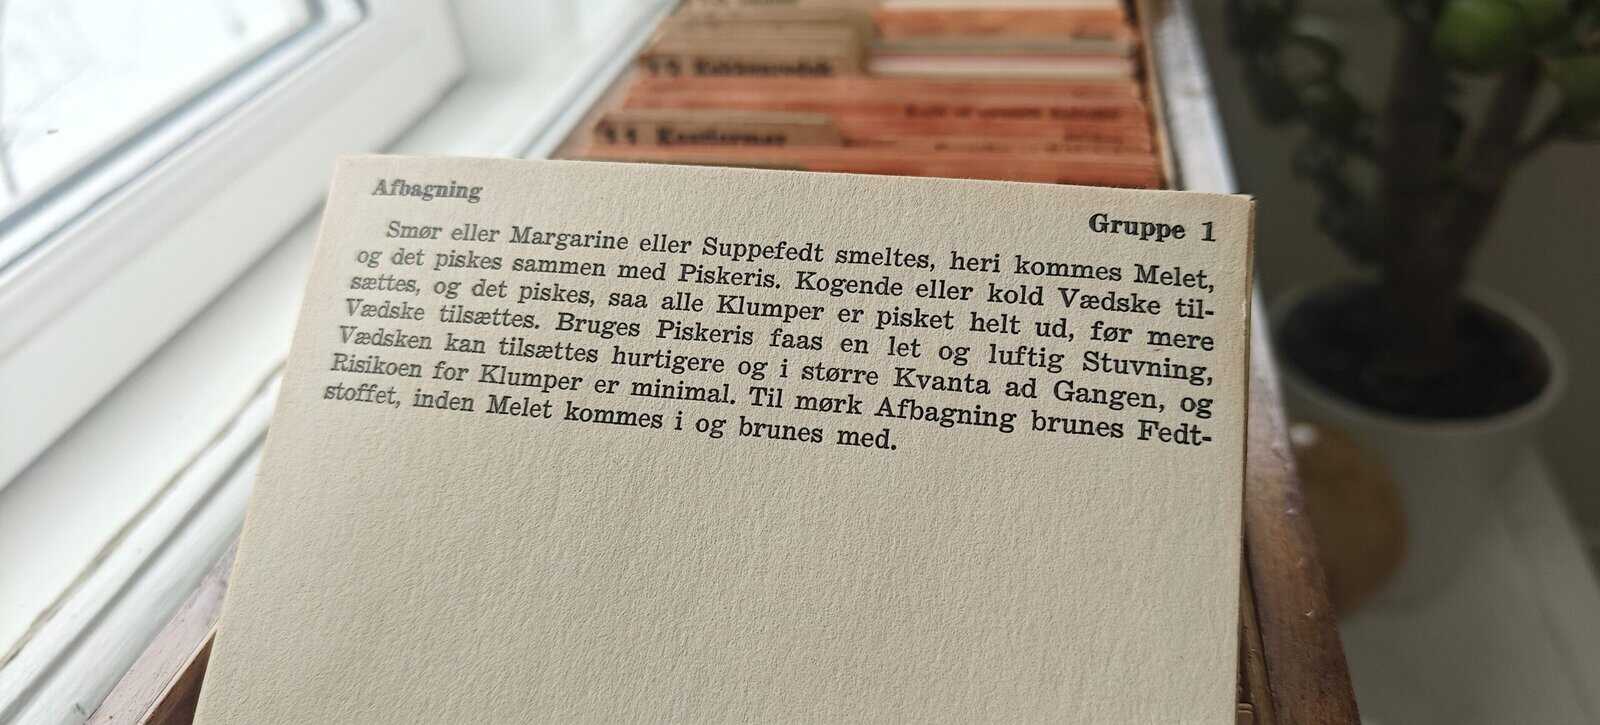 Afbagning
Gruppe 1
Smør eller Margarine eller Suppefedt smeltes, heri kommes Melet,
og det piskes sammen med Piskeris. Kogende eller kold Vædske til-
sættes, og det piskes, saa alle Klumper er pisket helt ud, før mere
Vædske tilsættes. Bruges Piskeris faas en let og luftig Stuvning,
Vædsken kan tilsættes hurtigere og i større Kvanta ad Gangen, og
Risikoen for Klumper er minimal. Til mørk Afbagning brunes Fedt-
stoffet, inden Melet kommes i og brunes med.